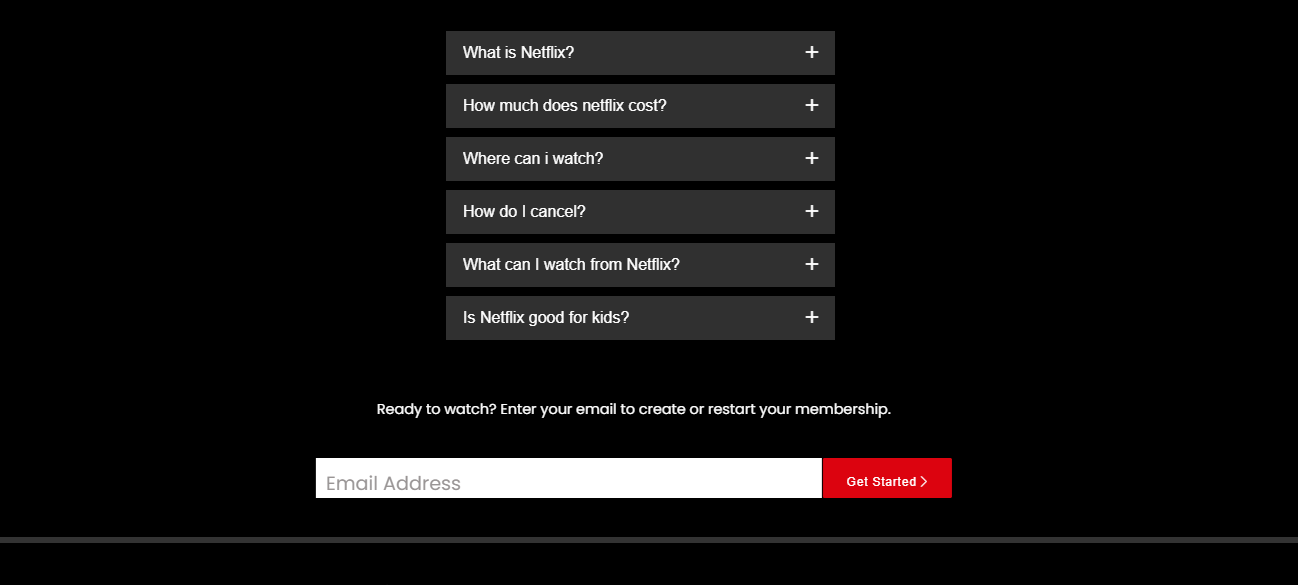 What is Netflix?
How much does netflix cost?
Where can i watch?
How do I cancel?
What can I watch from Netflix?
Is Netflix good for kids?
Ready to watch? Enter your email to create or restart your membership.
Email Address
Get Started